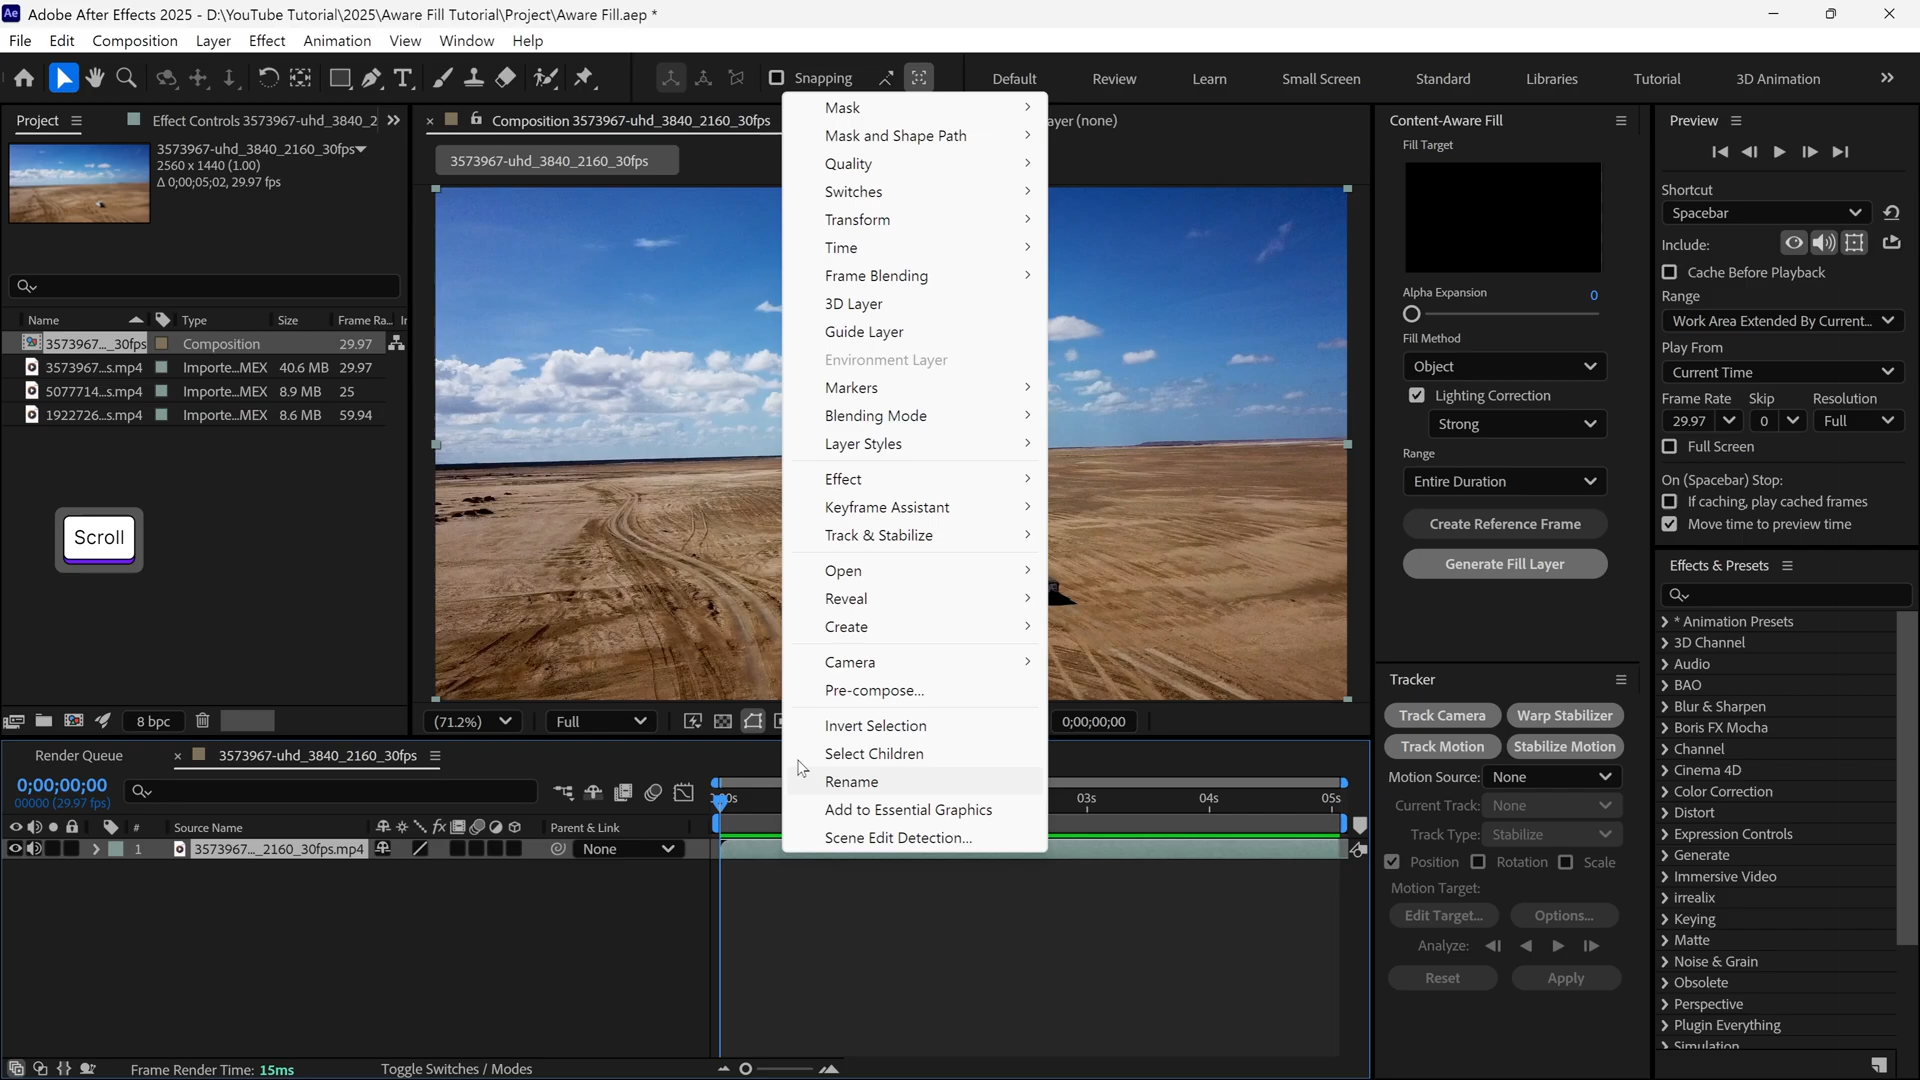 Adobe After Effects 2025 - D:\YouTube Tutorial\2025\Aware Fill Tutorial\Project\Aware Fill.aep *
File Edit Composition Layer Effect Animation View Window Help
Snapping
Default Review Learn Small Screen Standard Libraries Tutorial 3D Animation
Project
Effect Controls 3573967-uhd_3840_2
3573967-uhd_3840_2160_30fps
2560 x 1440 (1.00)
Δ 0;00;05;02, 29.97 fps
Name Type Size Frame Ra... In
3573967..._30fps Composition 29.97
3573967...s.mp4 Importe...MEX 40.6 MB 29.97
5077714...s.mp4 Importe...MEX 8.9 MB 25
1922726...s.mp4 Importe...MEX 8.6 MB 59.94
Scroll
8 bpc
Composition 3573967-uhd_3840_2160_30fps
ayer (none)
3573967-uhd_3840_2160_30fps
(71.2%) Full
0;00;00;00
Mask
Mask and Shape Path
Quality
Switches
Transform
Time
Frame Blending
3D Layer
Guide Layer
Environment Layer
Markers
Blending Mode
Layer Styles
Effect
Keyframe Assistant
Track & Stabilize
Open
Reveal
Create
Camera
Pre-compose...
Invert Selection
Select Children
Rename
Add to Essential Graphics
Scene Edit Detection...
Content-Aware Fill
Fill Target
Alpha Expansion 0
Fill Method
Object
Lighting Correction
Strong
Range
Entire Duration
Create Reference Frame
Generate Fill Layer
Tracker
Track Camera Warp Stabilizer
Track Motion Stabilize Motion
Motion Source: None
Current Track: None
Track Type: Stabilize
Position Rotation Scale
Motion Target:
Edit Target... Options...
Analyze:
Reset Apply
Preview
Shortcut
Spacebar
Include:
Cache Before Playback
Range
Work Area Extended By Current...
Play From
Current Time
Frame Rate Skip Resolution
29.97 0 Full
Full Screen
On (Spacebar) Stop:
If caching, play cached frames
Move time to preview time
Effects & Presets
* Animation Presets
3D Channel
Audio
BAO
Blur & Sharpen
Boris FX Mocha
Channel
Cinema 4D
Color Correction
Distort
Expression Controls
Generate
Immersive Video
irrealix
Keying
Matte
Noise & Grain
Obsolete
Perspective
Plugin Everything
Simulation
Render Queue
3573967-uhd_3840_2160_30fps
0;00;00;00
00000 (29.97 fps)
03s 04s 05s
# Source Name Parent & Link
1 3573967..._2160_30fps.mp4 None
Frame Render Time: 15ms
Toggle Switches / Modes